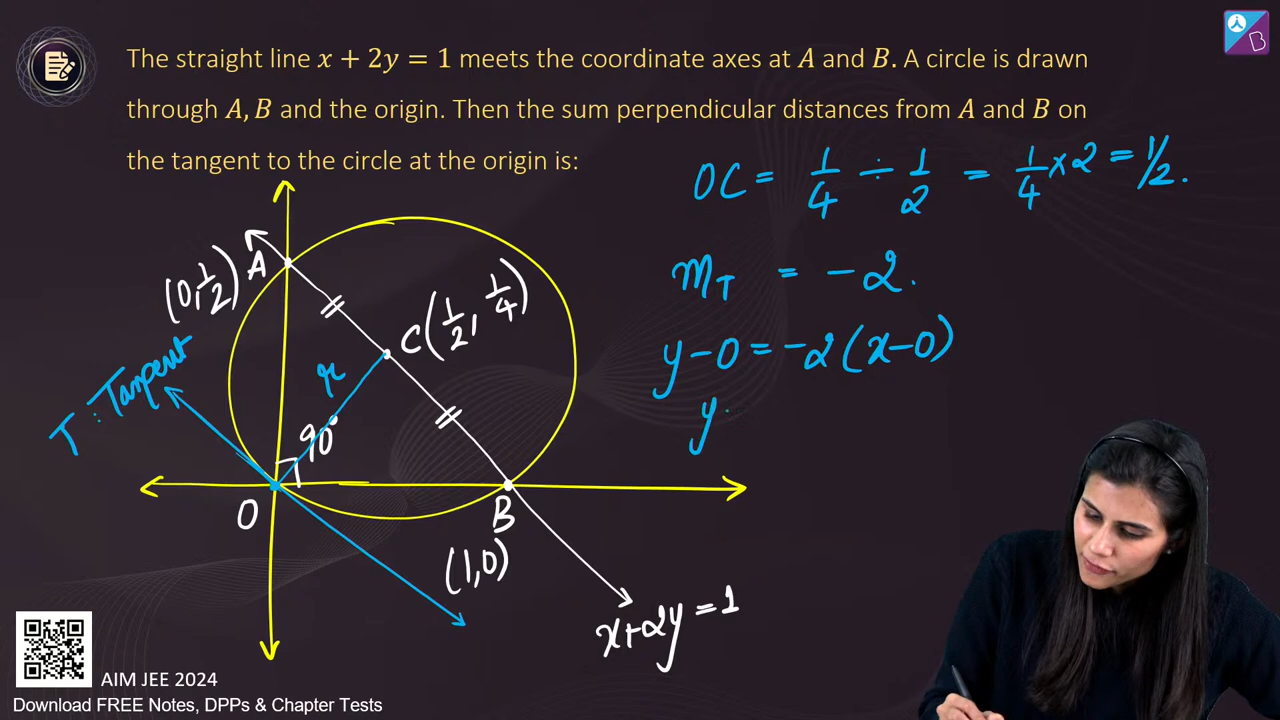 The straight line x + 2y = 1 meets the coordinate axes at A and B. A circle is drawn
through A, B and the origin. Then the sum perpendicular distances from A and B on
the tangent to the circle at the origin is:
OC = 1/4 ÷ 1/2 = 1/4 × 2 = 1/2.
m_T = -2.
y - 0 = -2(x - 0)
y
(0, 1/2) A
C(1/2, 1/4)
r
T : Tangent
90°
O
B
(1,0)
x+2y=1
AIM JEE 2024
Download FREE Notes, DPPs & Chapter Tests
B